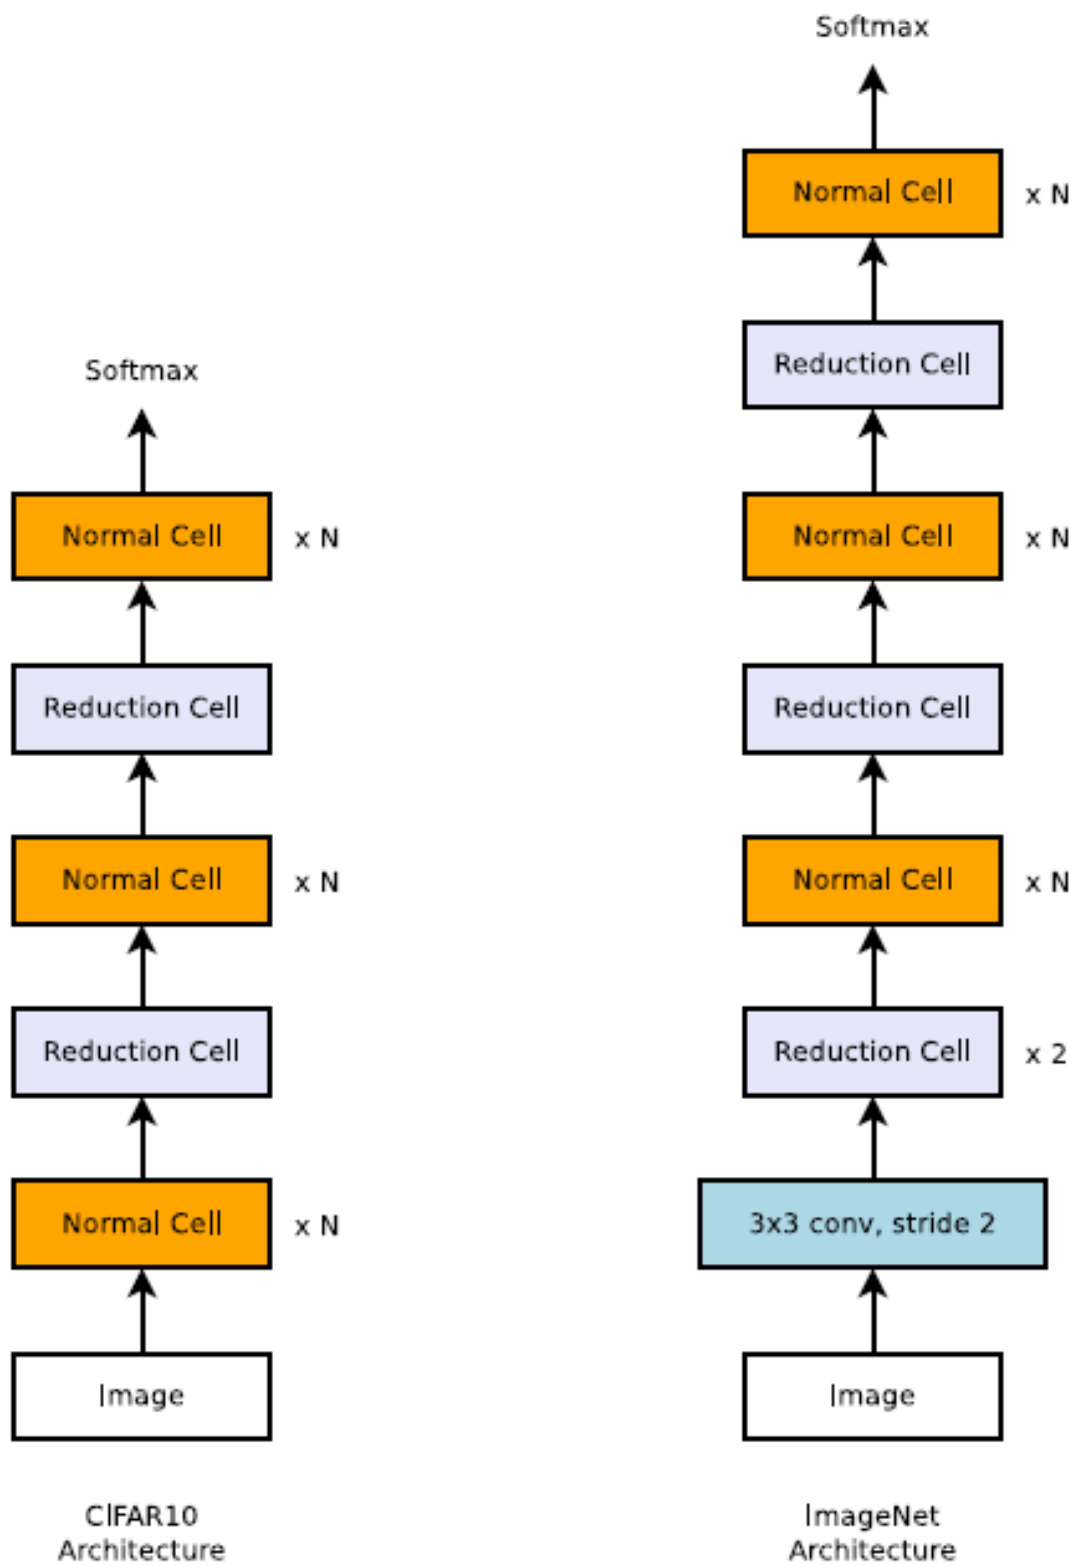 Softmax
Normal Cell x N
Reduction Cell
Normal Cell x N
Reduction Cell
Normal Cell x N
Image
CIFAR10
Architecture
Softmax
Normal Cell x N
Reduction Cell
Normal Cell x N
Reduction Cell
Normal Cell x N
Reduction Cell x 2
3x3 conv, stride 2
Image
ImageNet
Architecture